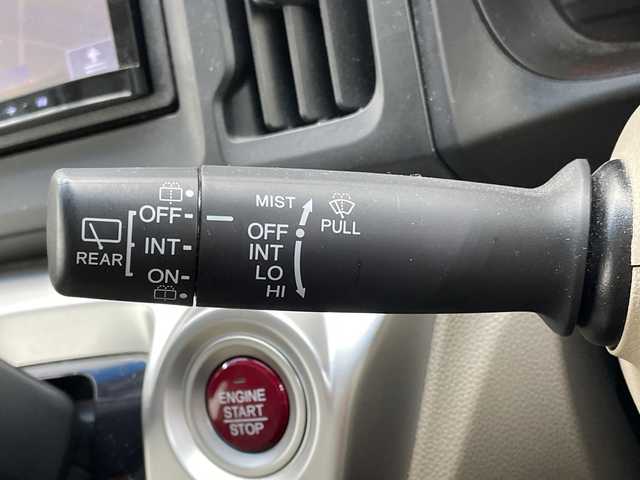 OFF
INT
ON
REAR
MIST
OFF
INT
LO
HI
PULL
ENGINE
START
STOP